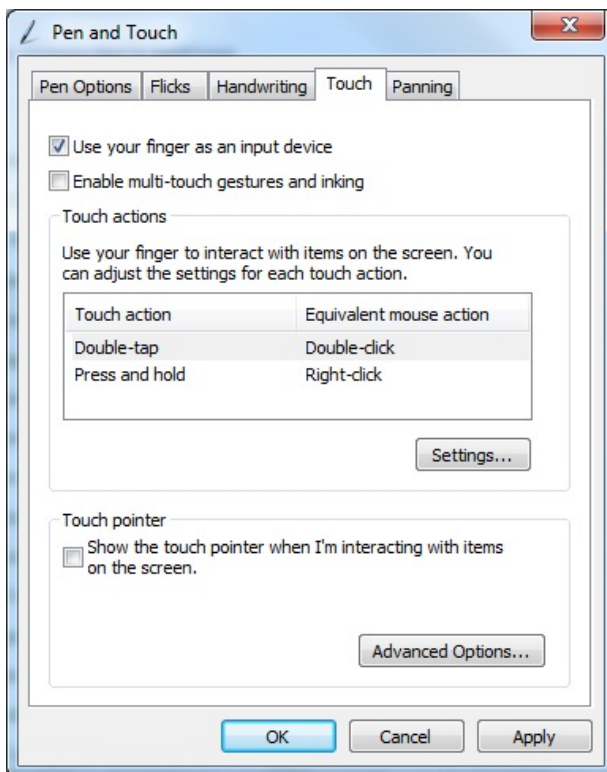 Pen and Touch
Pen Options Flicks Handwriting Touch Panning
Use your finger as an input device
Enable multi-touch gestures and inking
Touch actions
Use your finger to interact with items on the screen. You
can adjust the settings for each touch action.
Touch action Equivalent mouse action
Double-tap Double-click
Press and hold Right-click
Settings...
Touch pointer
Show the touch pointer when I'm interacting with items
on the screen.
Advanced Options...
OK Cancel Apply